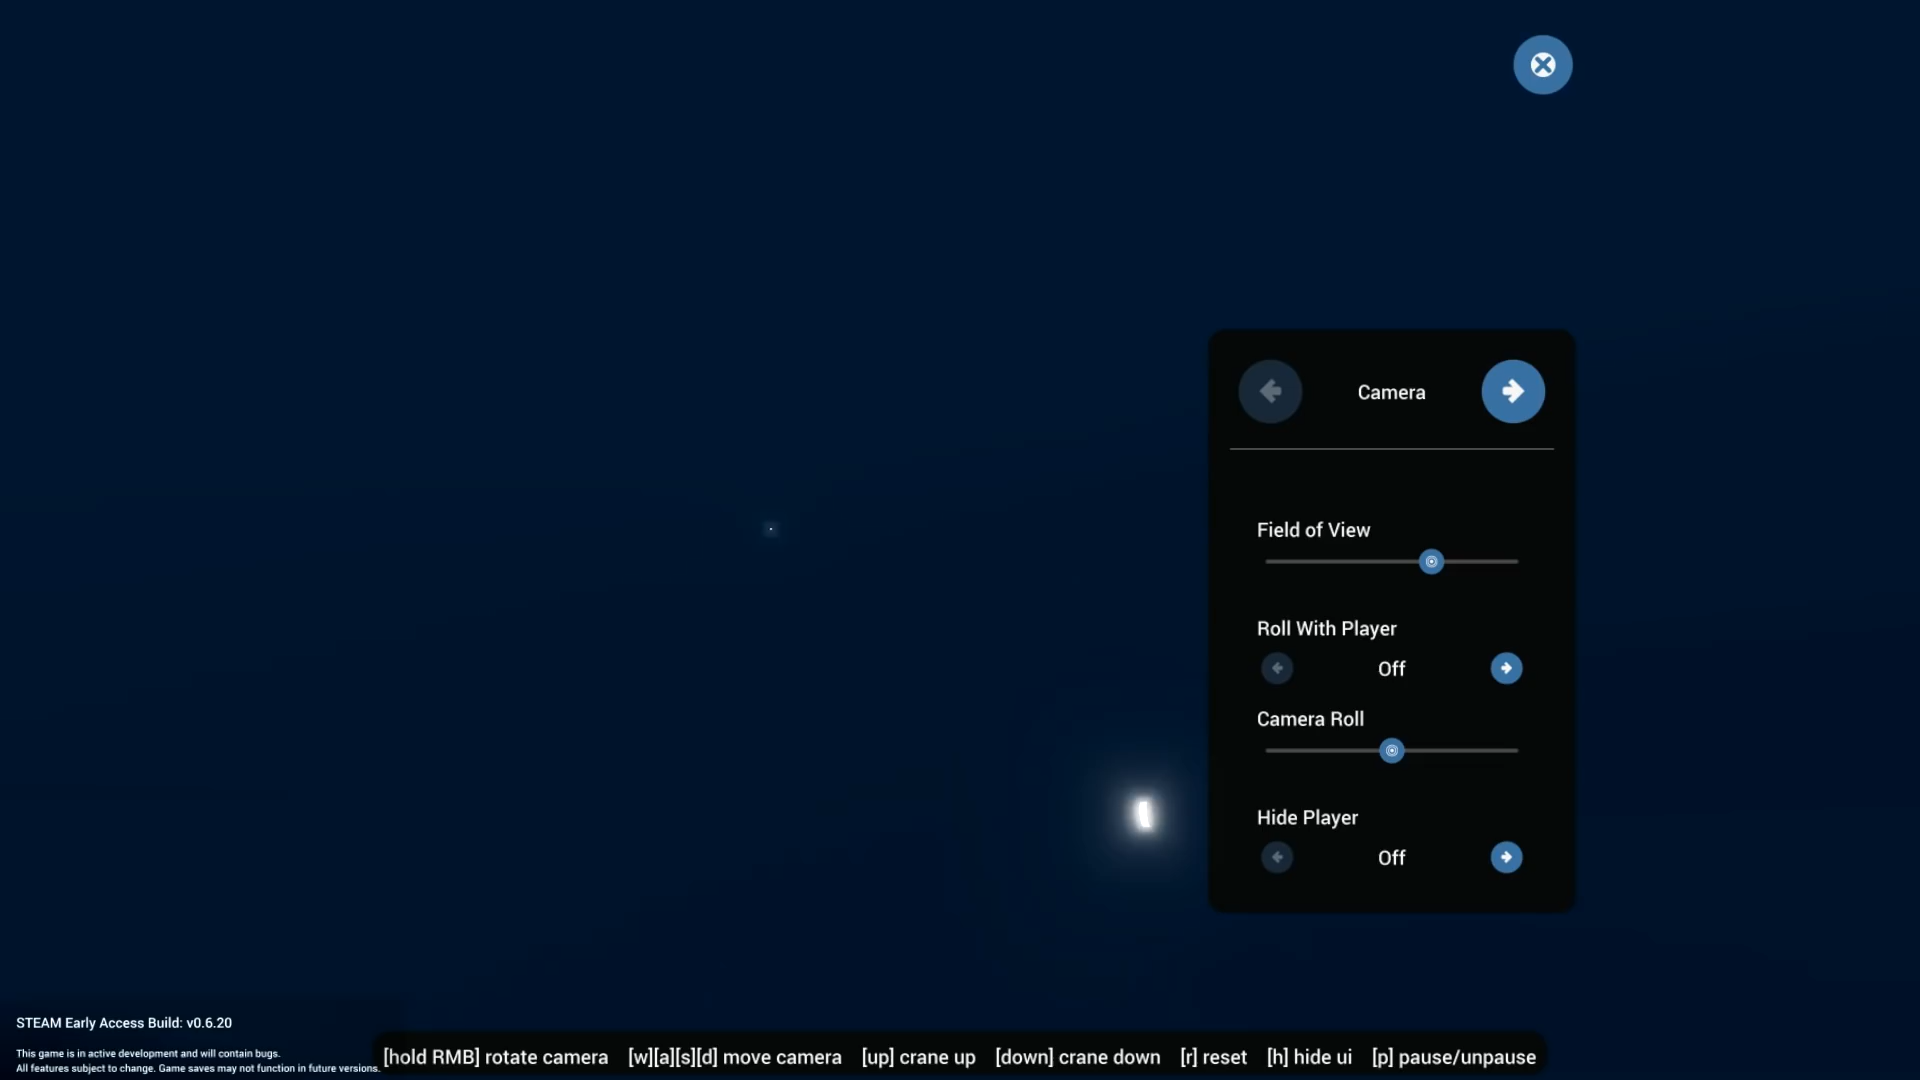 Camera
Field of View
Roll With Player
Off
Camera Roll
Hide Player
Off
STEAM Early Access Build: v0.6.20
This game is in active development and will contain bugs.
All features subject to change. Game saves may not function in future versions.
[hold RMB] rotate camera [w][a][s][d] move camera [up] crane up [down] crane down [r] reset [h] hide ui [p] pause/unpause